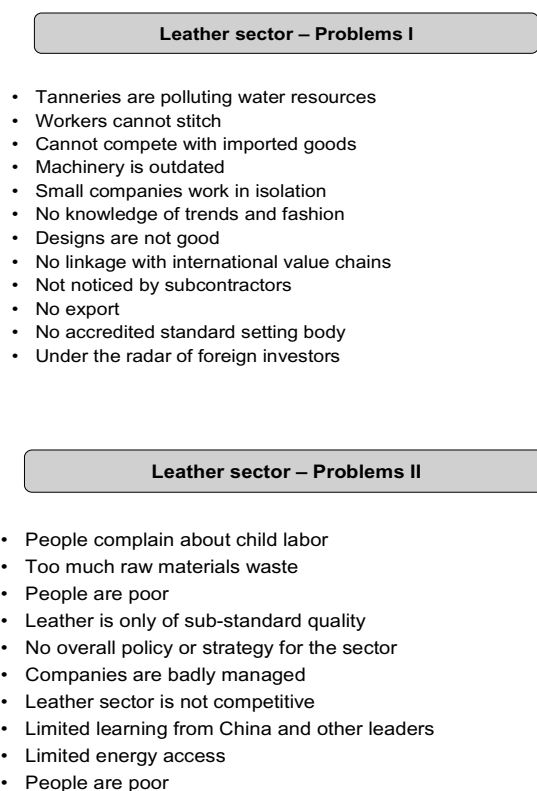 Leather sector – Problems I
• Tanneries are polluting water resources
• Workers cannot stitch
• Cannot compete with imported goods
• Machinery is outdated
• Small companies work in isolation
• No knowledge of trends and fashion
• Designs are not good
• No linkage with international value chains
• Not noticed by subcontractors
• No export
• No accredited standard setting body
• Under the radar of foreign investors
Leather sector – Problems II
• People complain about child labor
• Too much raw materials waste
• People are poor
• Leather is only of sub-standard quality
• No overall policy or strategy for the sector
• Companies are badly managed
• Leather sector is not competitive
• Limited learning from China and other leaders
• Limited energy access
• People are poor